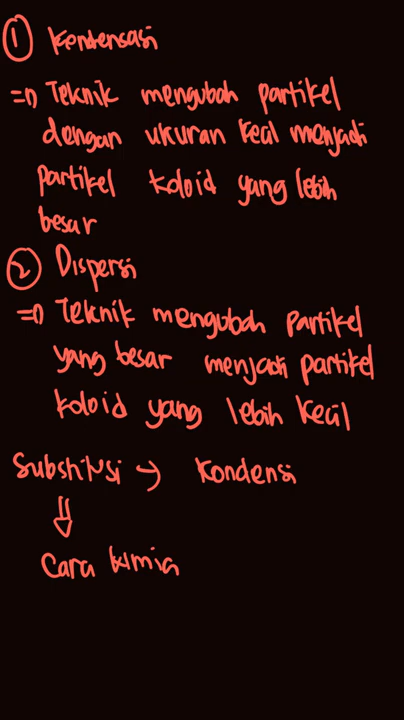 ① Kondensasi
=> Teknik mengubah partikel
dengan ukuran kecil menjadi
partikel koloid yang lebih
besar
② Dispersi
=> Teknik mengubah partikel
yang besar menjadi partikel
koloid yang lebih kecil
Substitusi → Kondensi
⇓
Cara kimia